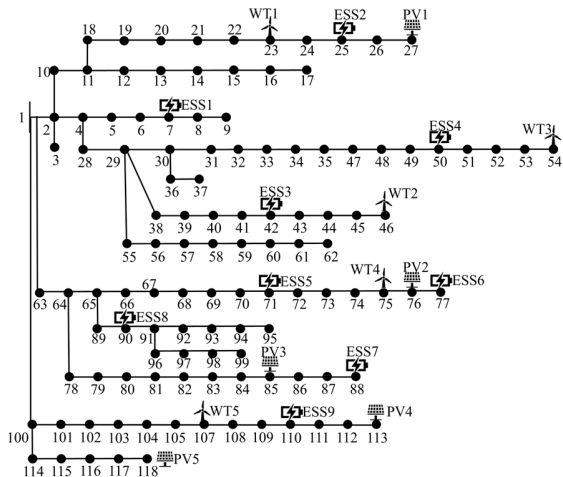 WT1 ESS2 PV1
18 19 20 21 22 23 24 25 26 27
10 11 12 13 14 15 16 17
ESS1
1 2 4 5 6 7 8 9
ESS4 WT3
3 28 29 30 31 32 33 34 35 47 48 49 50 51 52 53 54
36 37
ESS3 WT2
38 39 40 41 42 43 44 45 46
55 56 57 58 59 60 61 62
67 ESS5 WT4 PV2 ESS6
63 64 65 66 68 69 70 71 72 73 74 75 76 77
ESS8
89 90 91 92 93 94 95
PV3 ESS7
96 97 98 99
78 79 80 81 82 83 84 85 86 87 88
WT5 ESS9 PV4
100 101 102 103 104 105 107 108 109 110 111 112 113
PV5
114 115 116 117 118